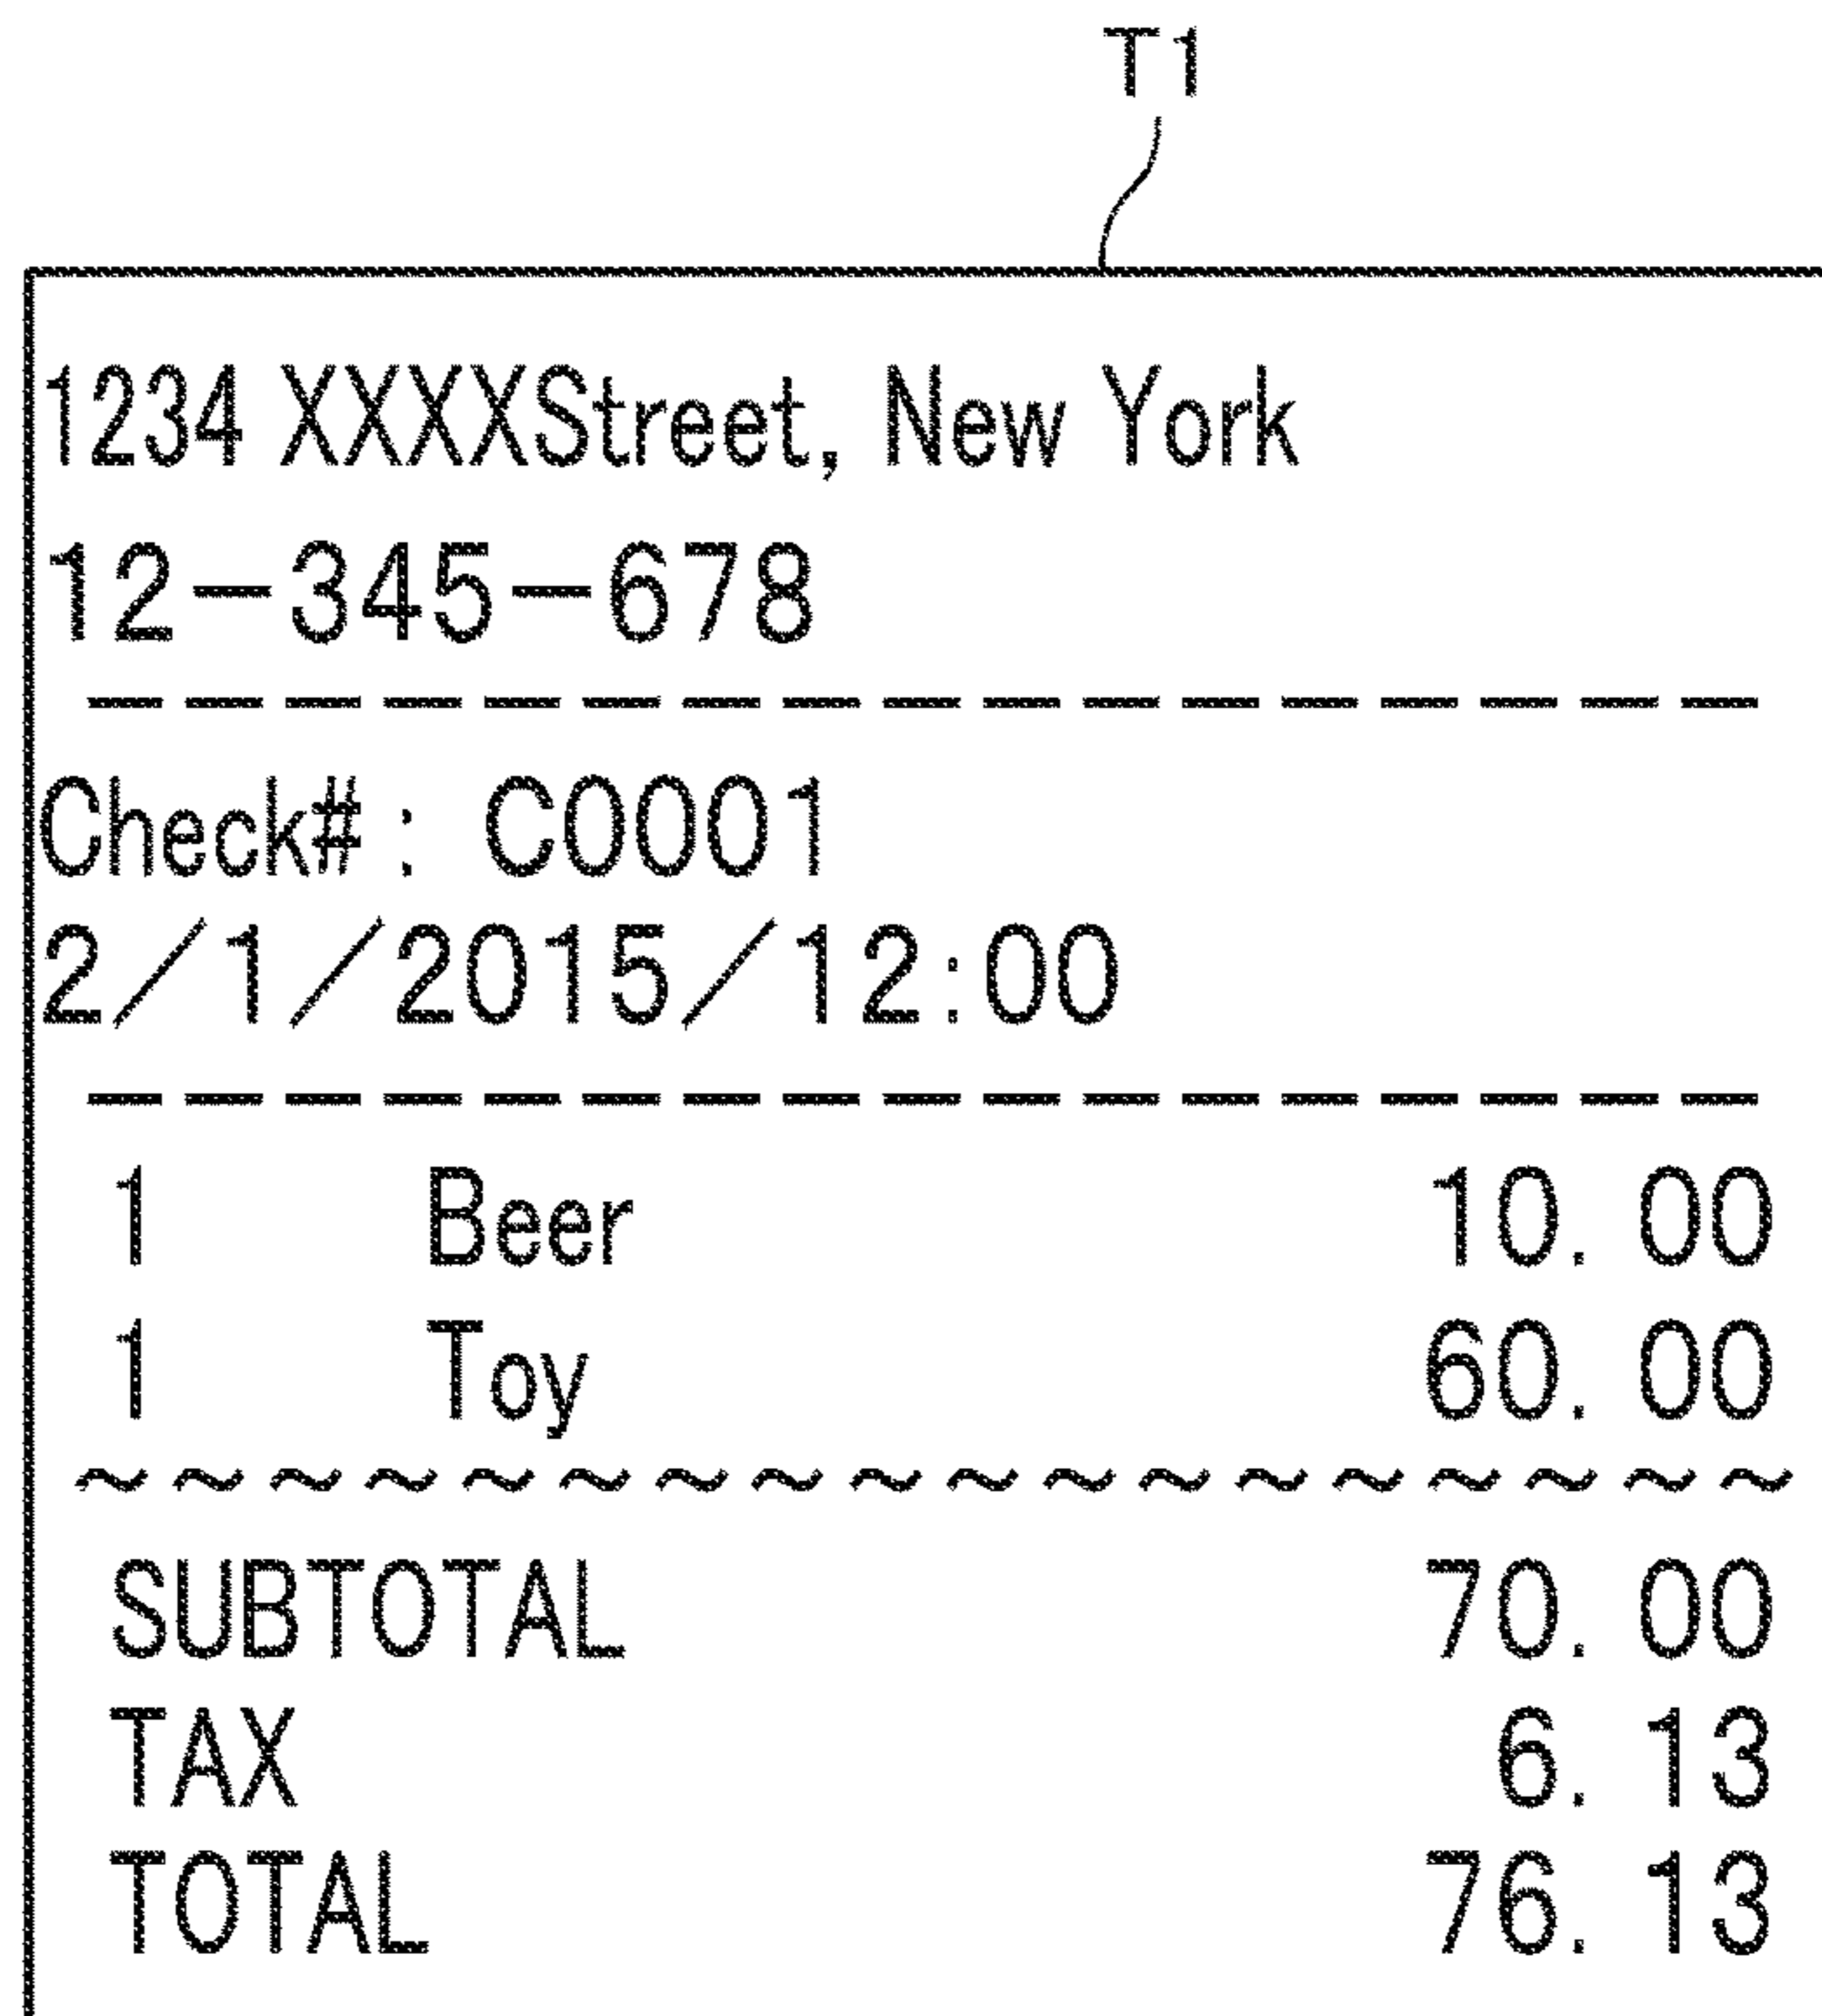 T1
1234 XXXXStreet, New York
12-345-678
-----------------
Check#: C0001
2/1/2015/12:00
-----------------
1 Beer 10.00
1 Toy 60.00
~~~~~~~~~~~~~~~~~~
SUBTOTAL 70.00
TAX 6.13
TOTAL 76.13